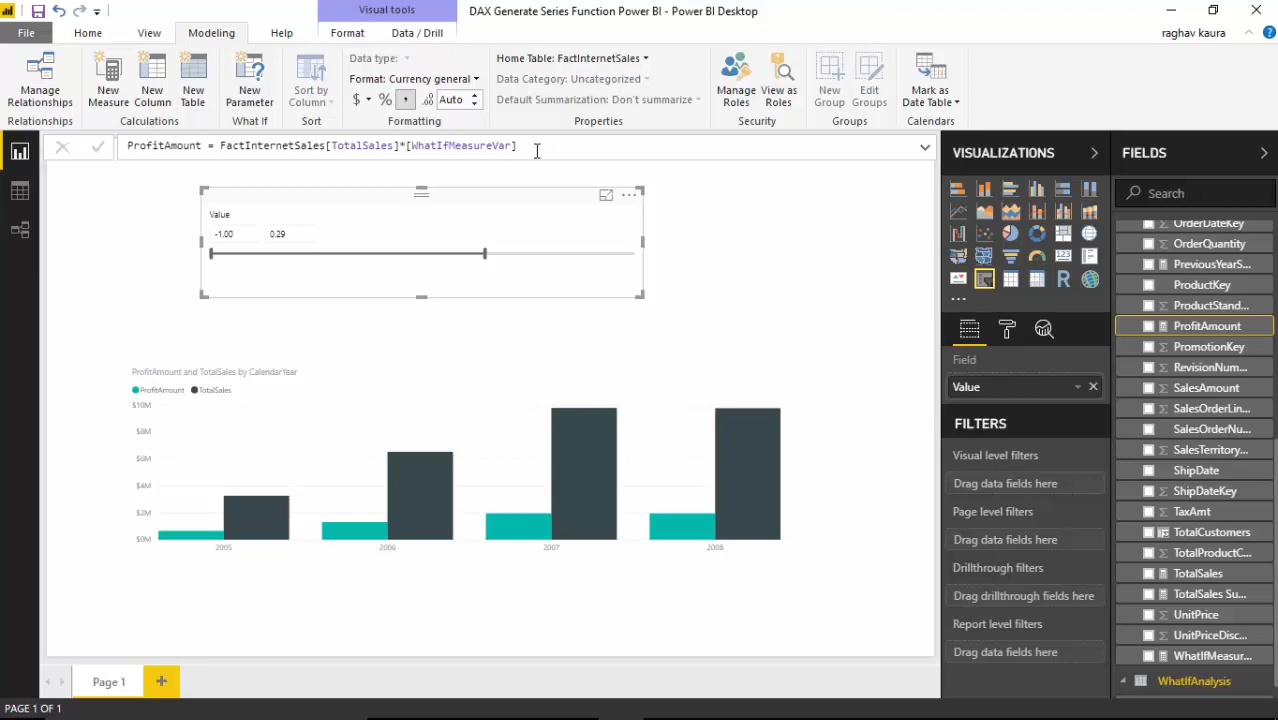 Visual tools
DAX Generate Series Function Power BI - Power BI Desktop
File
Home
View
Modeling
Help
Format
Data / Drill
raghav kaura
Manage Relationships
Relationships
New Measure
New Column
New Table
Calculations
New Parameter
What If
Sort by Column
Data type:
Format: Currency general
$ % , .00 Auto
Formatting
Home Table: FactInternetSales
Data Category: Uncategorized
Default Summarization: Don't summarize
Properties
Manage Roles
View as Roles
Security
New Group
Edit Groups
Groups
Mark as Date Table
Calendars
ProfitAmount = FactInternetSales[TotalSales]*[WhatIfMeasureVar]
Value
-1.00
0.29
ProfitAmount and TotalSales by CalendarYear
ProfitAmount
TotalSales
$10M
$8M
$6M
$4M
$2M
$0M
2005
2006
2007
2008
VISUALIZATIONS
R
Field
Value
FILTERS
Visual level filters
Drag data fields here
Page level filters
Drag data fields here
Drillthrough filters
Drag drillthrough fields here
Report level filters
Drag data fields here
FIELDS
Search
OrderDateKey
OrderQuantity
PreviousYearS...
ProductKey
ProductStand...
ProfitAmount
PromotionKey
RevisionNum...
SalesAmount
SalesOrderLin...
SalesOrderNu...
SalesTerritory...
ShipDate
ShipDateKey
TaxAmt
TotalCustomers
TotalProductC...
TotalSales
TotalSales Su...
UnitPrice
UnitPriceDisc...
WhatIfMeasur...
WhatIfAnalysis
Page 1
PAGE 1 OF 1